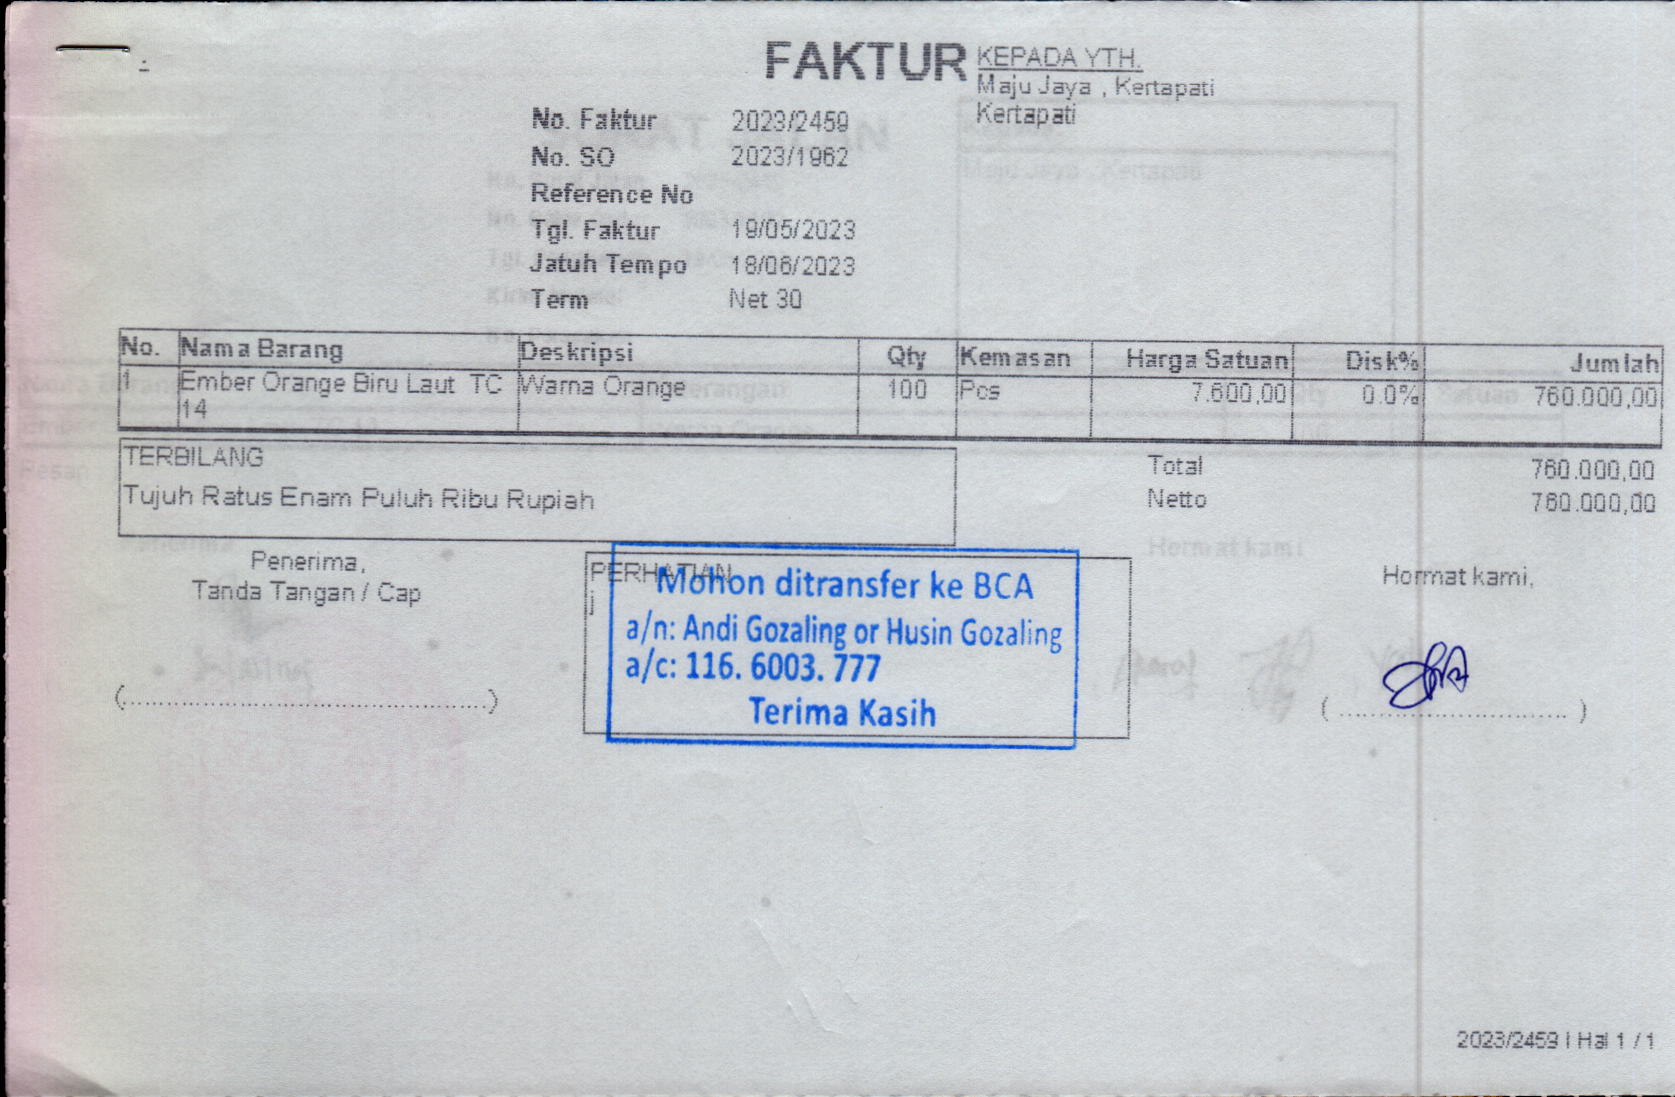 FAKTUR
KEPADA YTH.
Maju Jaya , Kertapati
Kertapati
No. Faktur 2023/2459
No. SO 2023/1962
Reference No
Tgl. Faktur 19/05/2023
Jatuh Tempo 18/06/2023
Term Net 30
No. Nama Barang Deskripsi Qty Kemasan Harga Satuan Disk% Jumlah
1 Ember Orange Biru Laut TC Warna Orange 100 Pcs 7.600,00 0.0% 760.000,00
14
TERBILANG
Tujuh Ratus Enam Puluh Ribu Rupiah
Total 760.000,00
Netto 760.000,00
Penerima,
Tanda Tangan / Cap
(........................................................)
PERHATIAN
j
Mohon ditransfer ke BCA
a/n: Andi Gozaling or Husin Gozaling
a/c: 116. 6003. 777
Terima Kasih
Hormat kami,
( ................................... )
2023/2459 | Hal 1 / 1